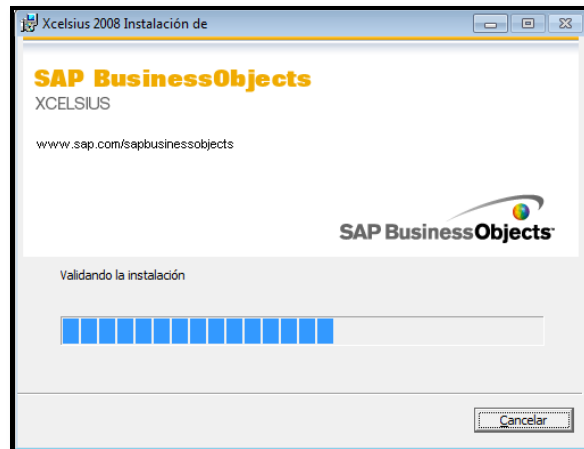 Xcelsius 2008 Instalación de
SAP BusinessObjects
XCELSIUS
www.sap.com/sapbusinessobjects
SAP BusinessObjects
Validando la instalación
Cancelar